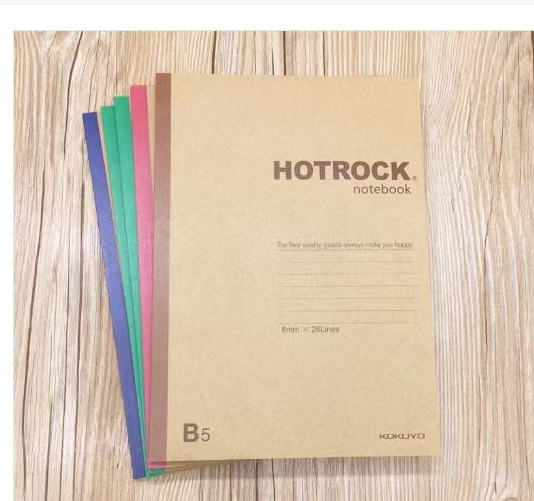 HOTROCK®
notebook
The best quality goods always make you happy.
8mm × 26Lines
B5
KOKUYO